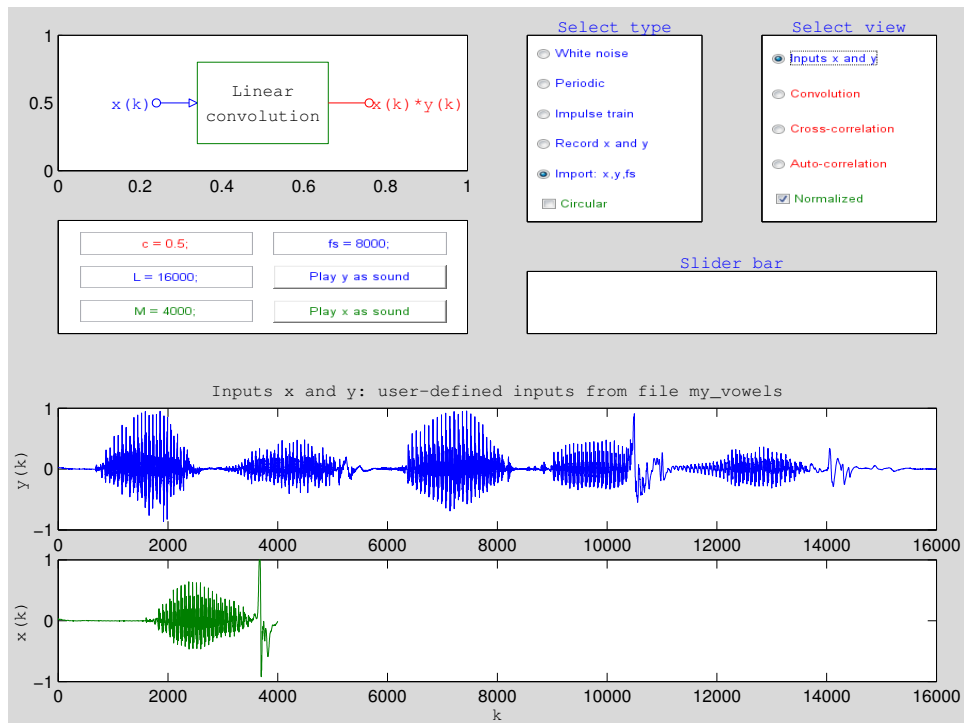 1
0.5
0
0
0.2
0.4
0.6
0.8
1
x(k)
Linear
convolution
x(k)*y(k)
Select type
White noise
Periodic
Impulse train
Record x and y
Import: x,y,fs
Circular
Select view
Inputs x and y
Convolution
Cross-correlation
Auto-correlation
Normalized
c = 0.5;
fs = 8000;
L = 16000;
Play y as sound
M = 4000;
Play x as sound
Slider bar
Inputs x and y: user-defined inputs from file my_vowels
y(k)
1
0
−1
0
2000
4000
6000
8000
10000
12000
14000
16000
x(k)
1
0
−1
0
2000
4000
6000
8000
10000
12000
14000
16000
k